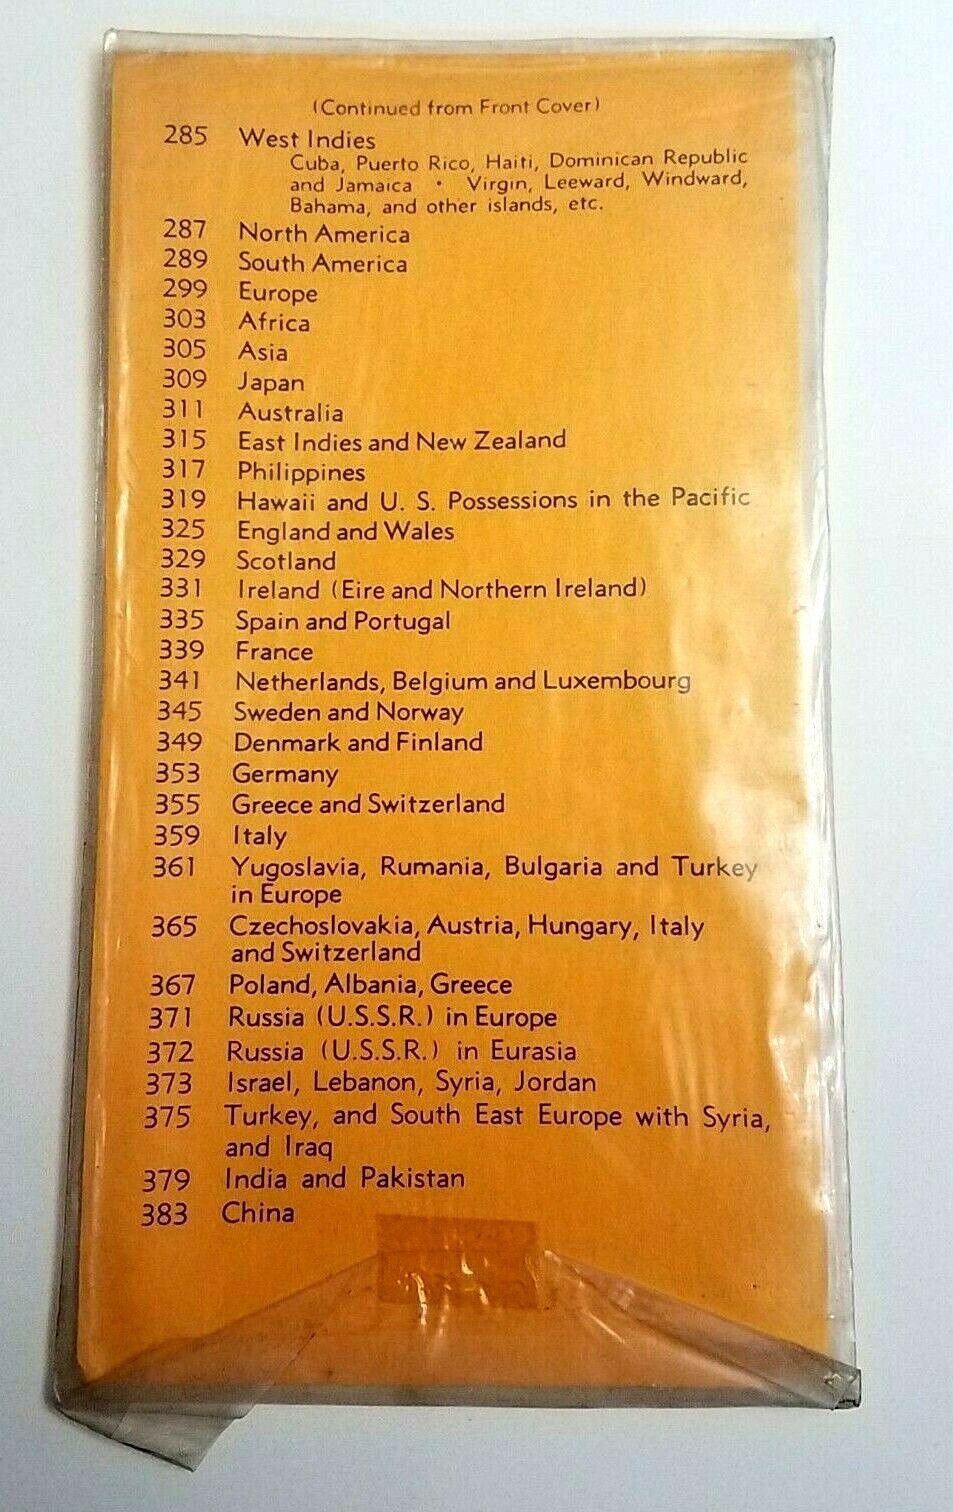 (Continued from Front Cover)
285 West Indies
Cuba, Puerto Rico, Haiti, Dominican Republic
and Jamaica • Virgin, Leeward, Windward,
Bahama, and other islands, etc.
287 North America
289 South America
299 Europe
303 Africa
305 Asia
309 Japan
311 Australia
315 East Indies and New Zealand
317 Philippines
319 Hawaii and U. S. Possessions in the Pacific
325 England and Wales
329 Scotland
331 Ireland (Eire and Northern Ireland)
335 Spain and Portugal
339 France
341 Netherlands, Belgium and Luxembourg
345 Sweden and Norway
349 Denmark and Finland
353 Germany
355 Greece and Switzerland
359 Italy
361 Yugoslavia, Rumania, Bulgaria and Turkey
in Europe
365 Czechoslovakia, Austria, Hungary, Italy
and Switzerland
367 Poland, Albania, Greece
371 Russia (U.S.S.R.) in Europe
372 Russia (U.S.S.R.) in Eurasia
373 Israel, Lebanon, Syria, Jordan
375 Turkey, and South East Europe with Syria,
and Iraq
379 India and Pakistan
383 China